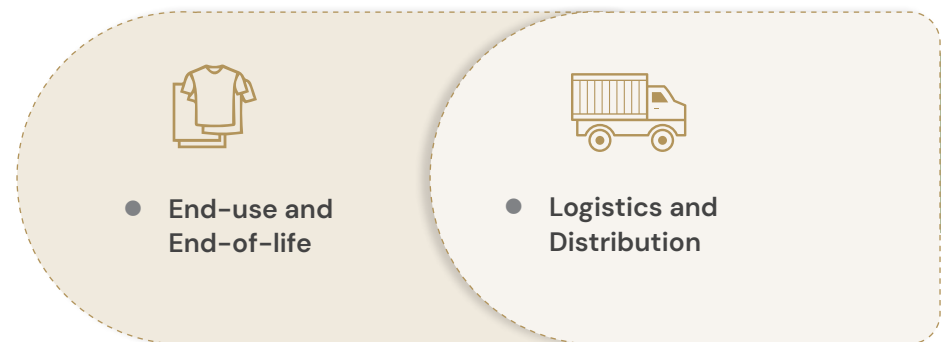 End-use and
End-of-life
Logistics and
Distribution